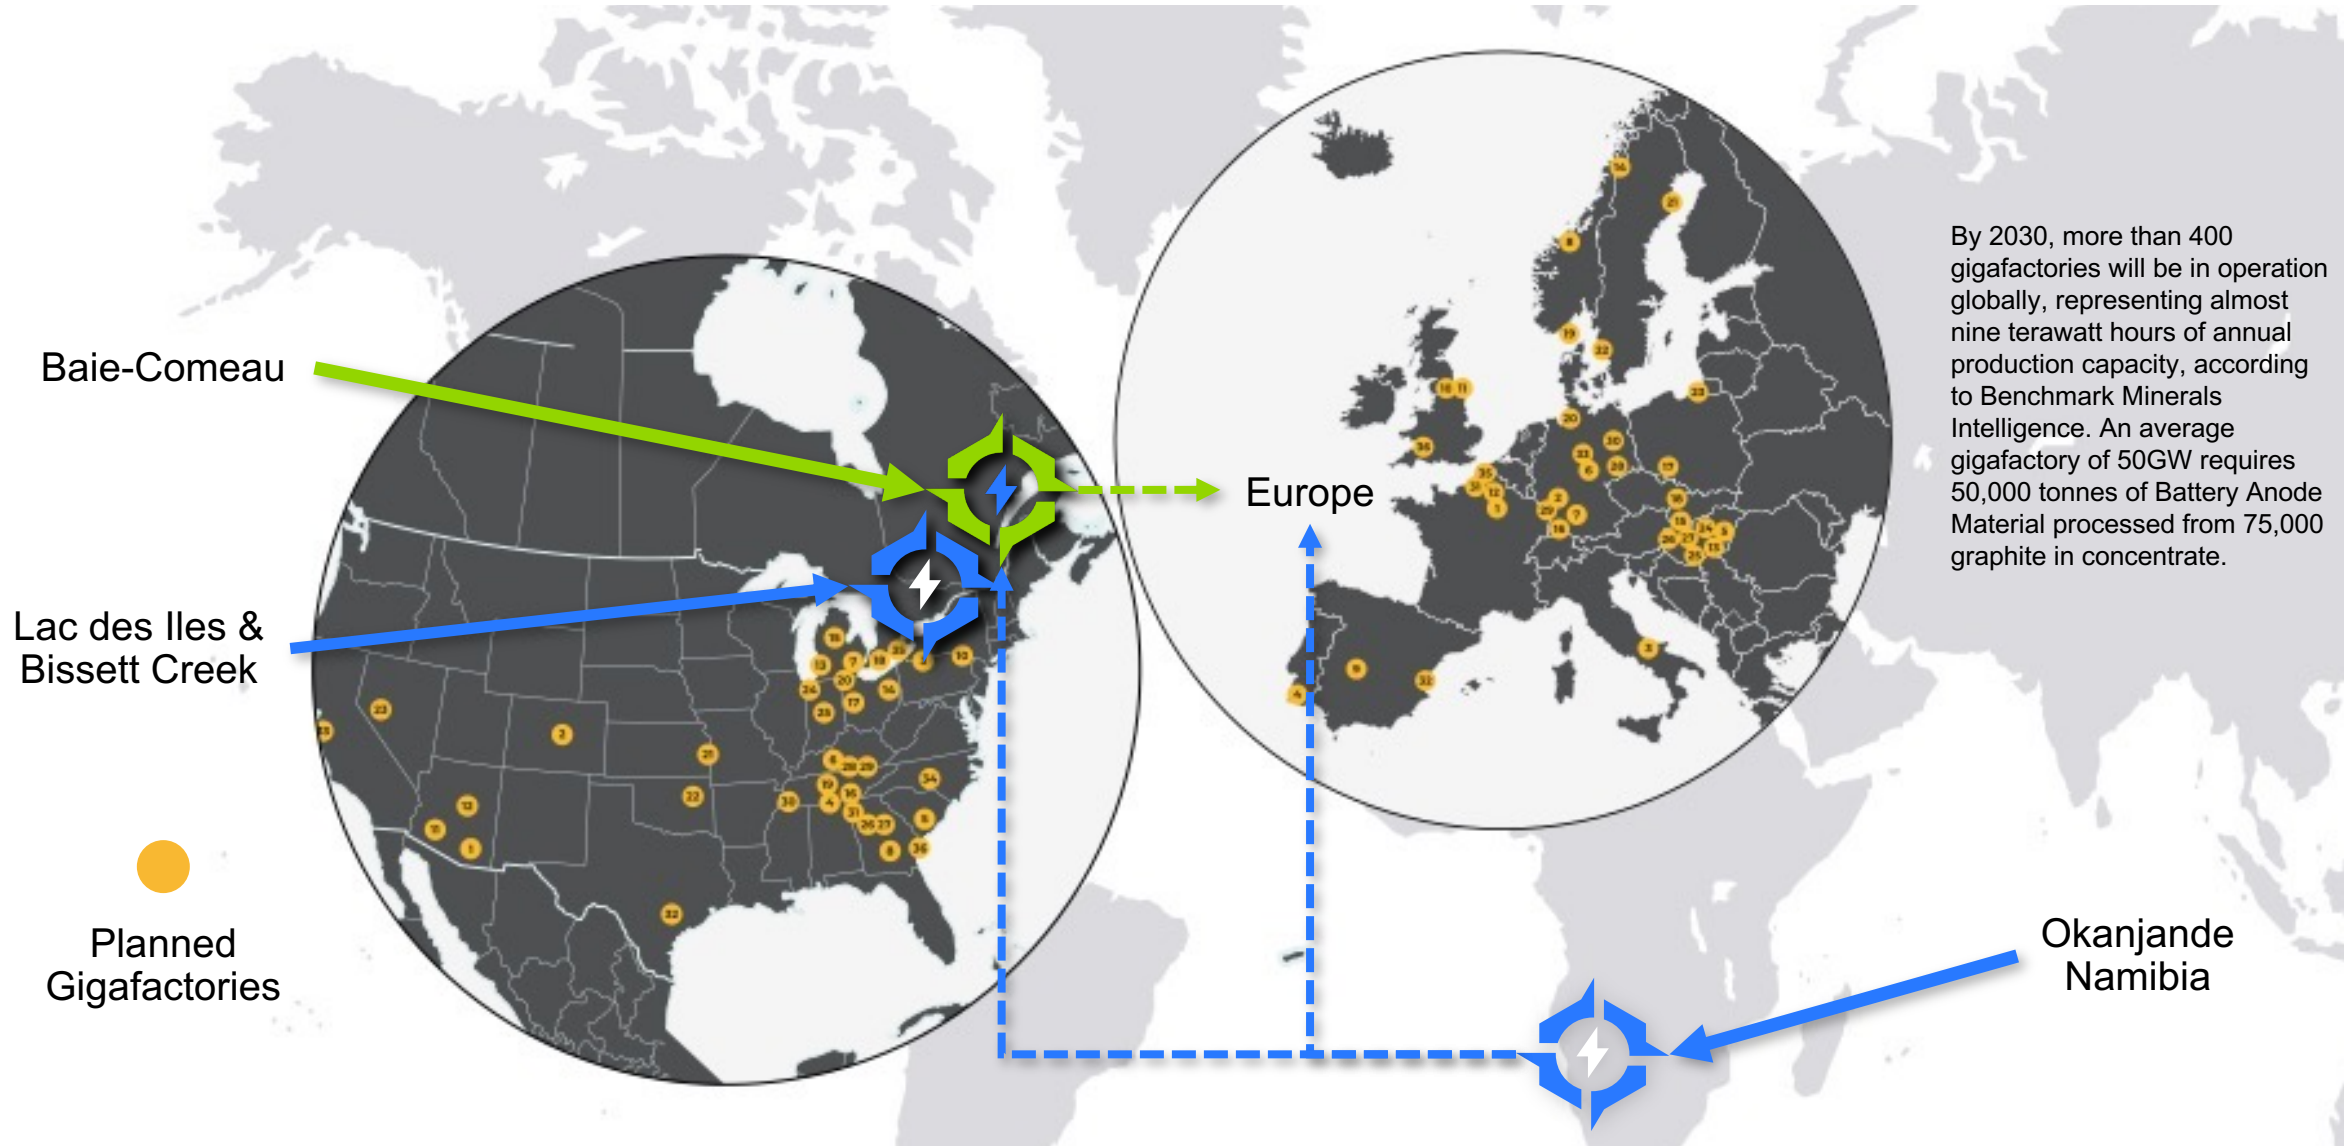 Baie-Comeau
Lac des Iles &
Bissett Creek
Planned
Gigafactories
Europe
By 2030, more than 400
gigafactories will be in operation
globally, representing almost
nine terawatt hours of annual
production capacity, according
to Benchmark Minerals
Intelligence. An average
gigafactory of 50GW requires
50,000 tonnes of Battery Anode
Material processed from 75,000
graphite in concentrate.
Okanjande
Namibia